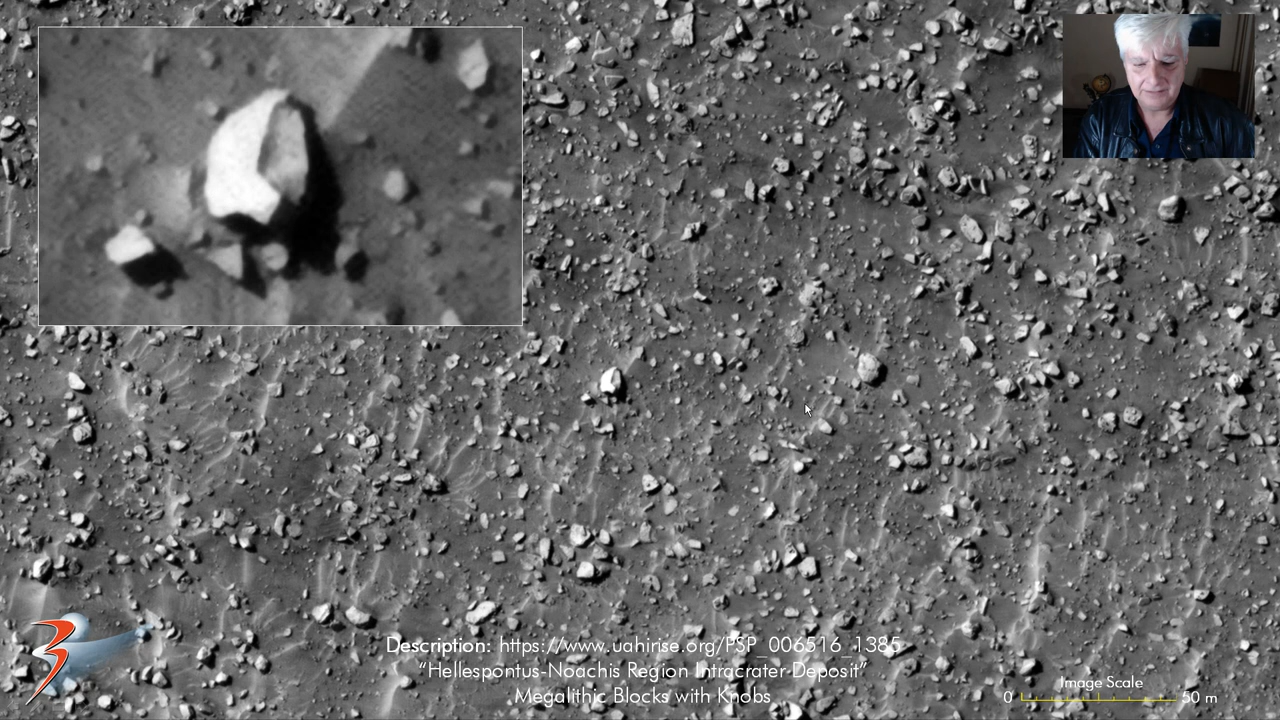 Description: https://www.uahirise.org/PSP_006516_1385
“Hellespontus-Noachis Region Intracrater Deposit”
Megalithic Blocks with Knobs
Image Scale
0 50 m